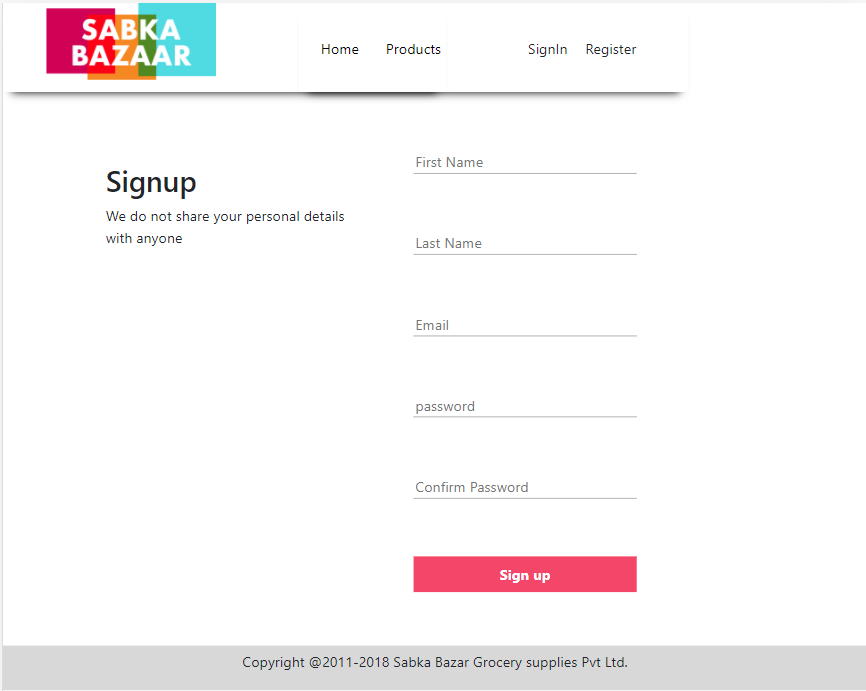 SABKA
BAZAAR
Home Products SignIn Register
Signup
We do not share your personal details
with anyone
First Name
Last Name
Email
password
Confirm Password
Sign up
Copyright @2011-2018 Sabka Bazar Grocery supplies Pvt Ltd.